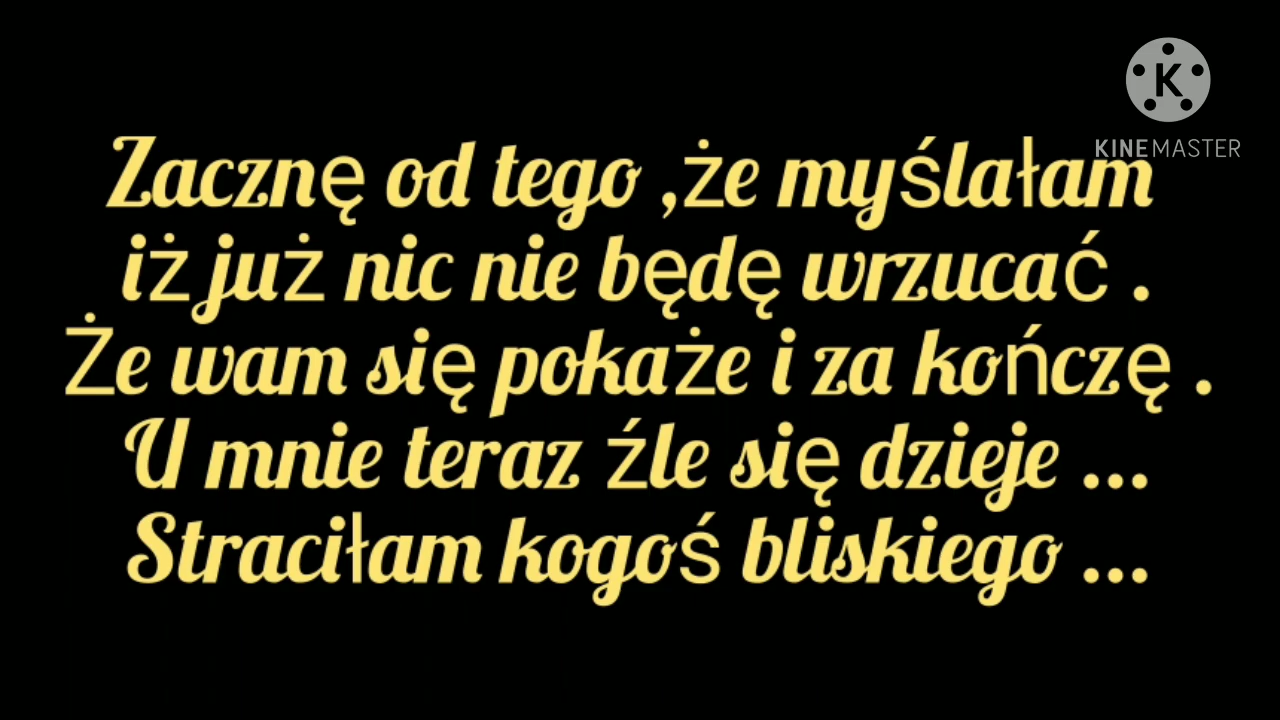 KINEMASTER
Zacznę od tego ,że myślałam
iż już nic nie będę wrzucać .
Że wam się pokaże i za kończę .
U mnie teraz źle się dzieje ...
Straciłam kogoś bliskiego ...